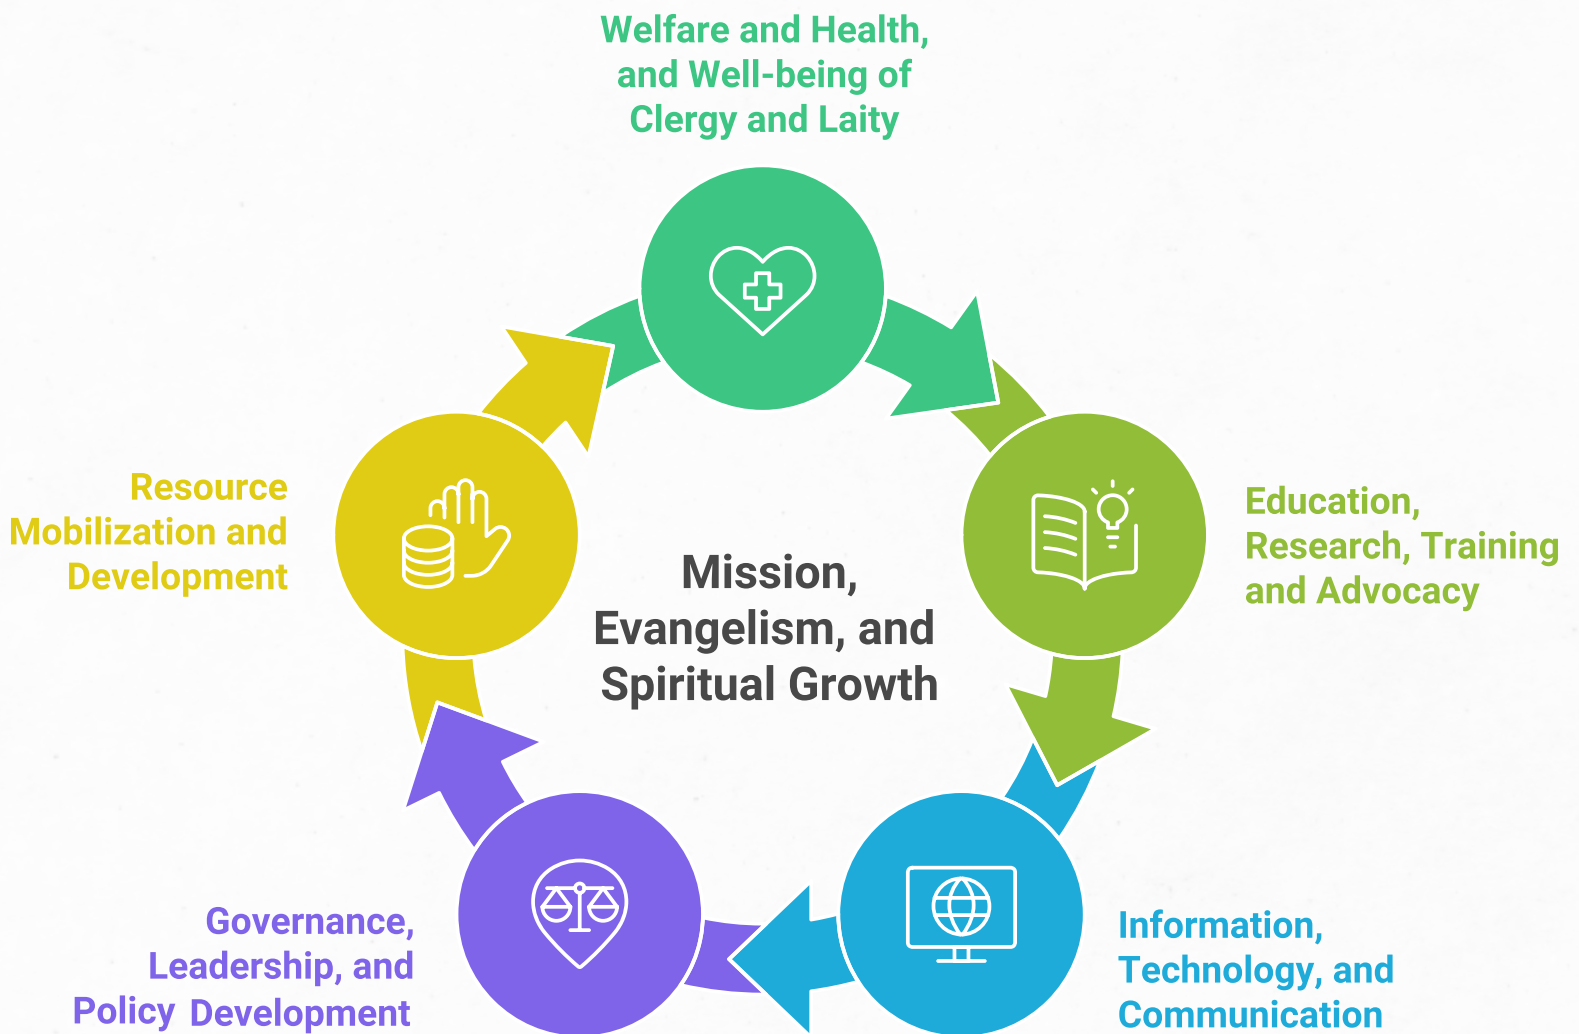 Welfare and Health,
and Well-being of
Clergy and Laity
Resource
Mobilization and
Development
Education,
Research, Training
and Advocacy
Mission,
Evangelism, and
Spiritual Growth
Governance,
Leadership, and
Policy Development
Information,
Technology, and
Communication